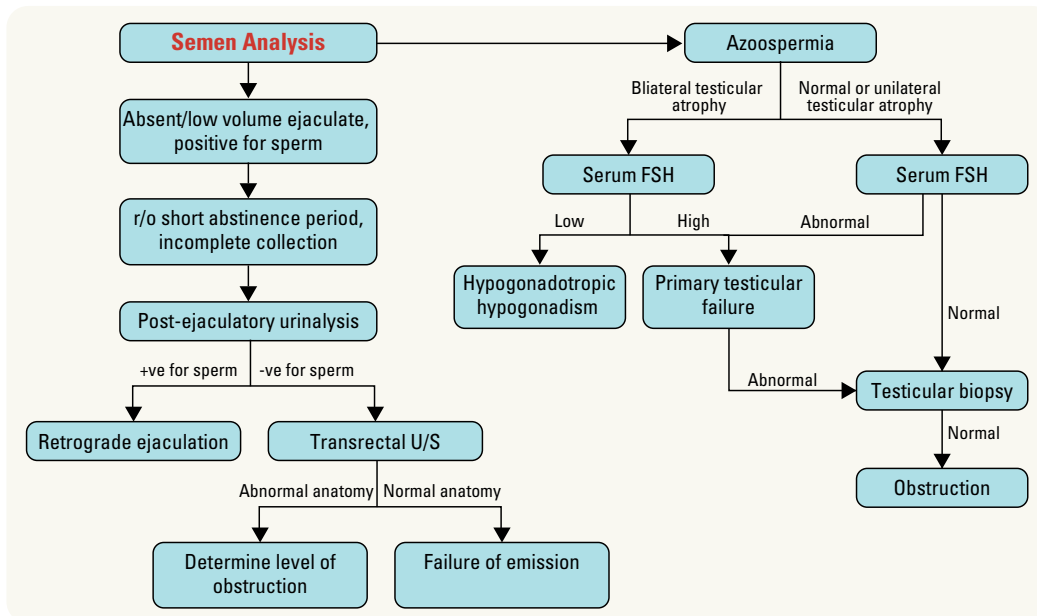 Semen Analysis
Azoospermia
Bliateral testicular
atrophy
Normal or unilateral
testicular atrophy
Absent/low volume ejaculate,
positive for sperm
Serum FSH
Serum FSH
r/o short abstinence period,
incomplete collection
Low
High
Abnormal
Hypogonadotropic
hypogonadism
Primary testicular
failure
Post-ejaculatory urinalysis
Normal
+ve for sperm
-ve for sperm
Abnormal
Testicular biopsy
Retrograde ejaculation
Transrectal U/S
Normal
Obstruction
Abnormal anatomy
Normal anatomy
Determine level of
obstruction
Failure of emission